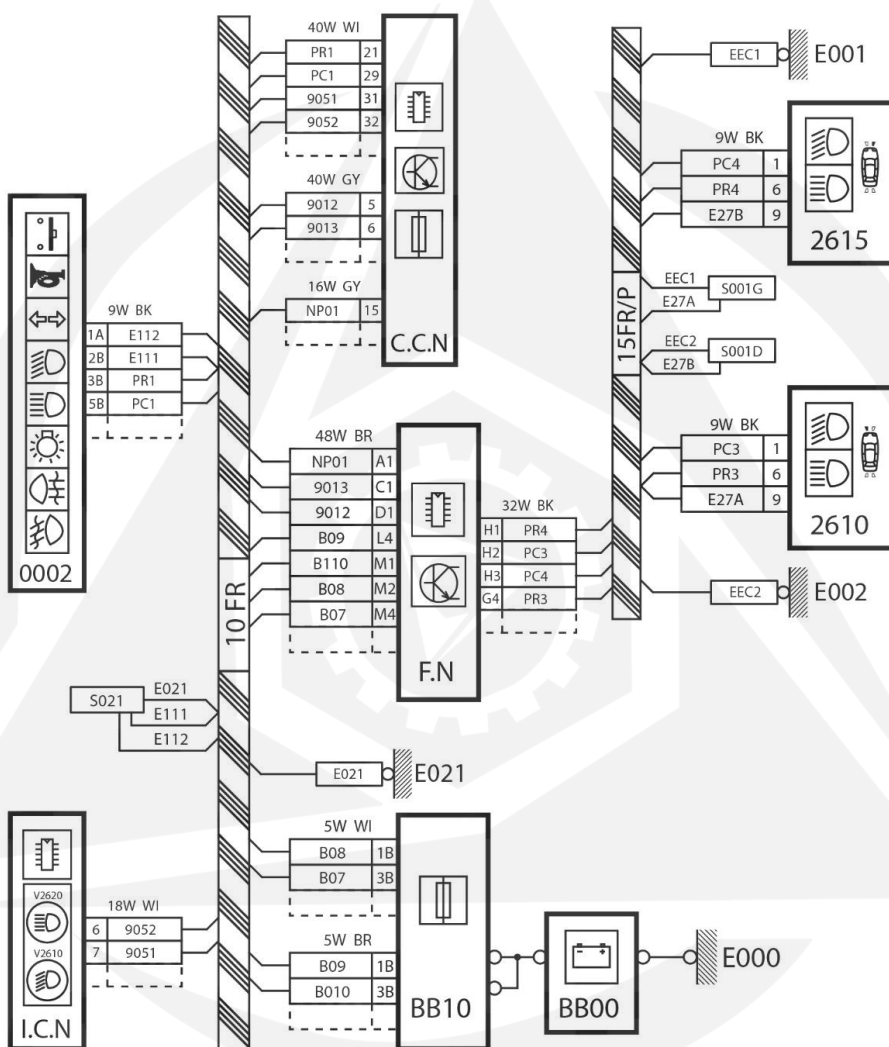 40W WI
PR1 21
PC1 29
9051 31
9052 32
40W GY
9012 5
9013 6
16W GY
NP01 15
C.C.N
9W BK
1A E112
2B E111
3B PR1
5B PC1
0002
10 FR
48W BR
NP01 A1
9013 C1
9012 D1
B09 L4
B110 M1
B08 M2
B07 M4
F.N
32W BK
H1 PR4
H2 PC3
H3 PC4
G4 PR3
15FR/P
EEC1 E001
9W BK
PC4 1
PR4 6
E27B 9
2615
EEC1
E27A
S001G
EEC2
E27B
S001D
9W BK
PC3 1
PR3 6
E27A 9
2610
EEC2 E002
S021
E021
E111
E112
E021 E021
V2620
V2610
I.C.N
18W WI
6 9052
7 9051
5W WI
B08 1B
B07 3B
5W BR
B09 1B
B010 3B
BB10
BB00
E000